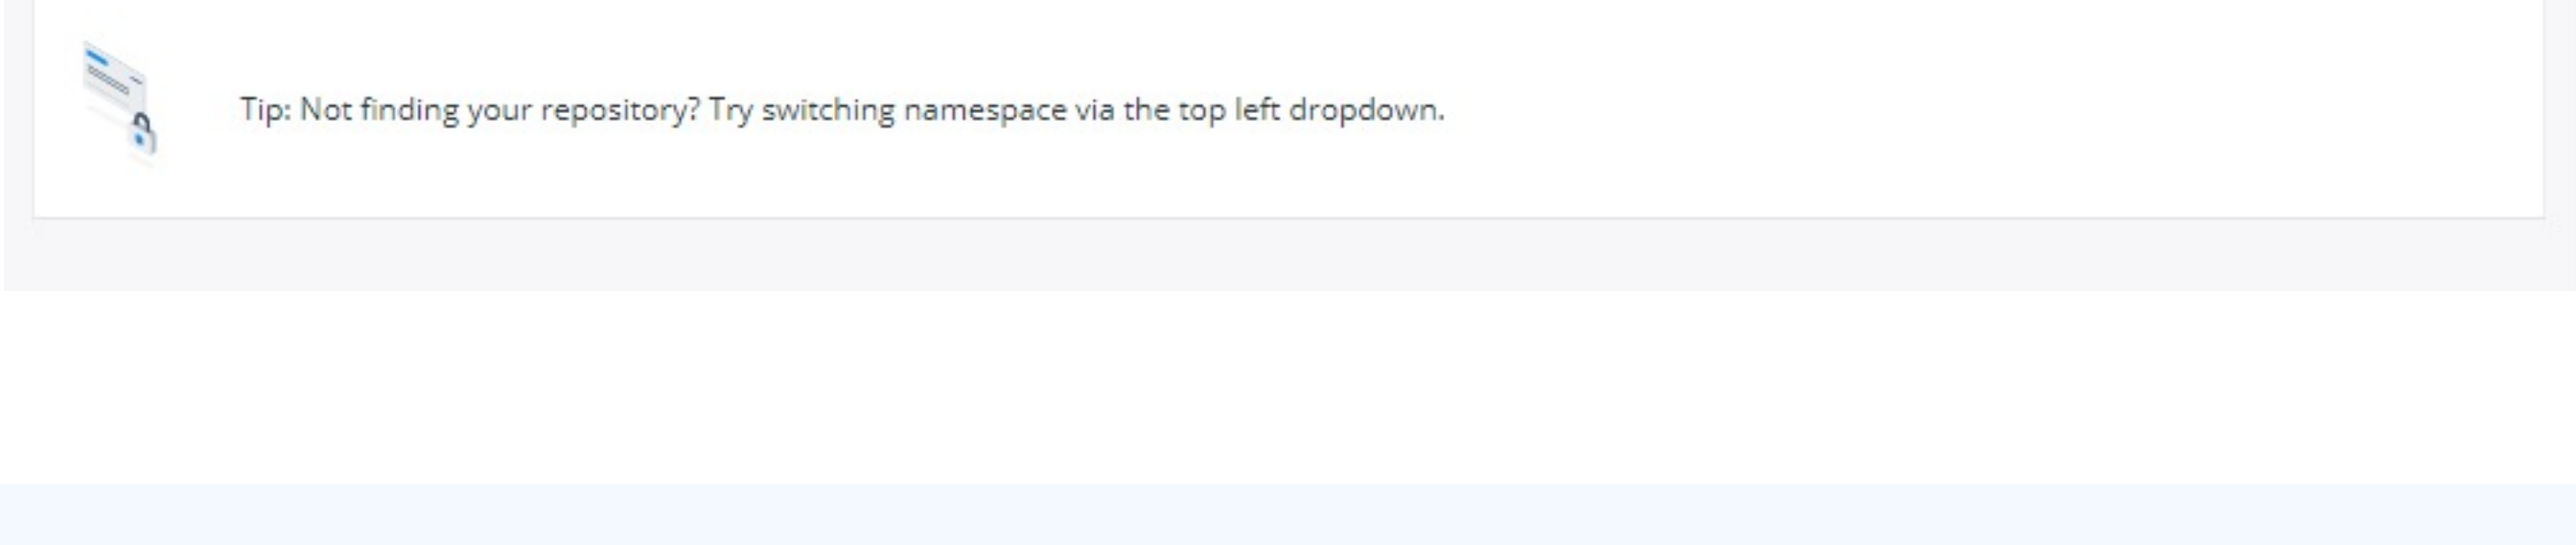 Tip: Not finding your repository? Try switching namespace via the top left dropdown.